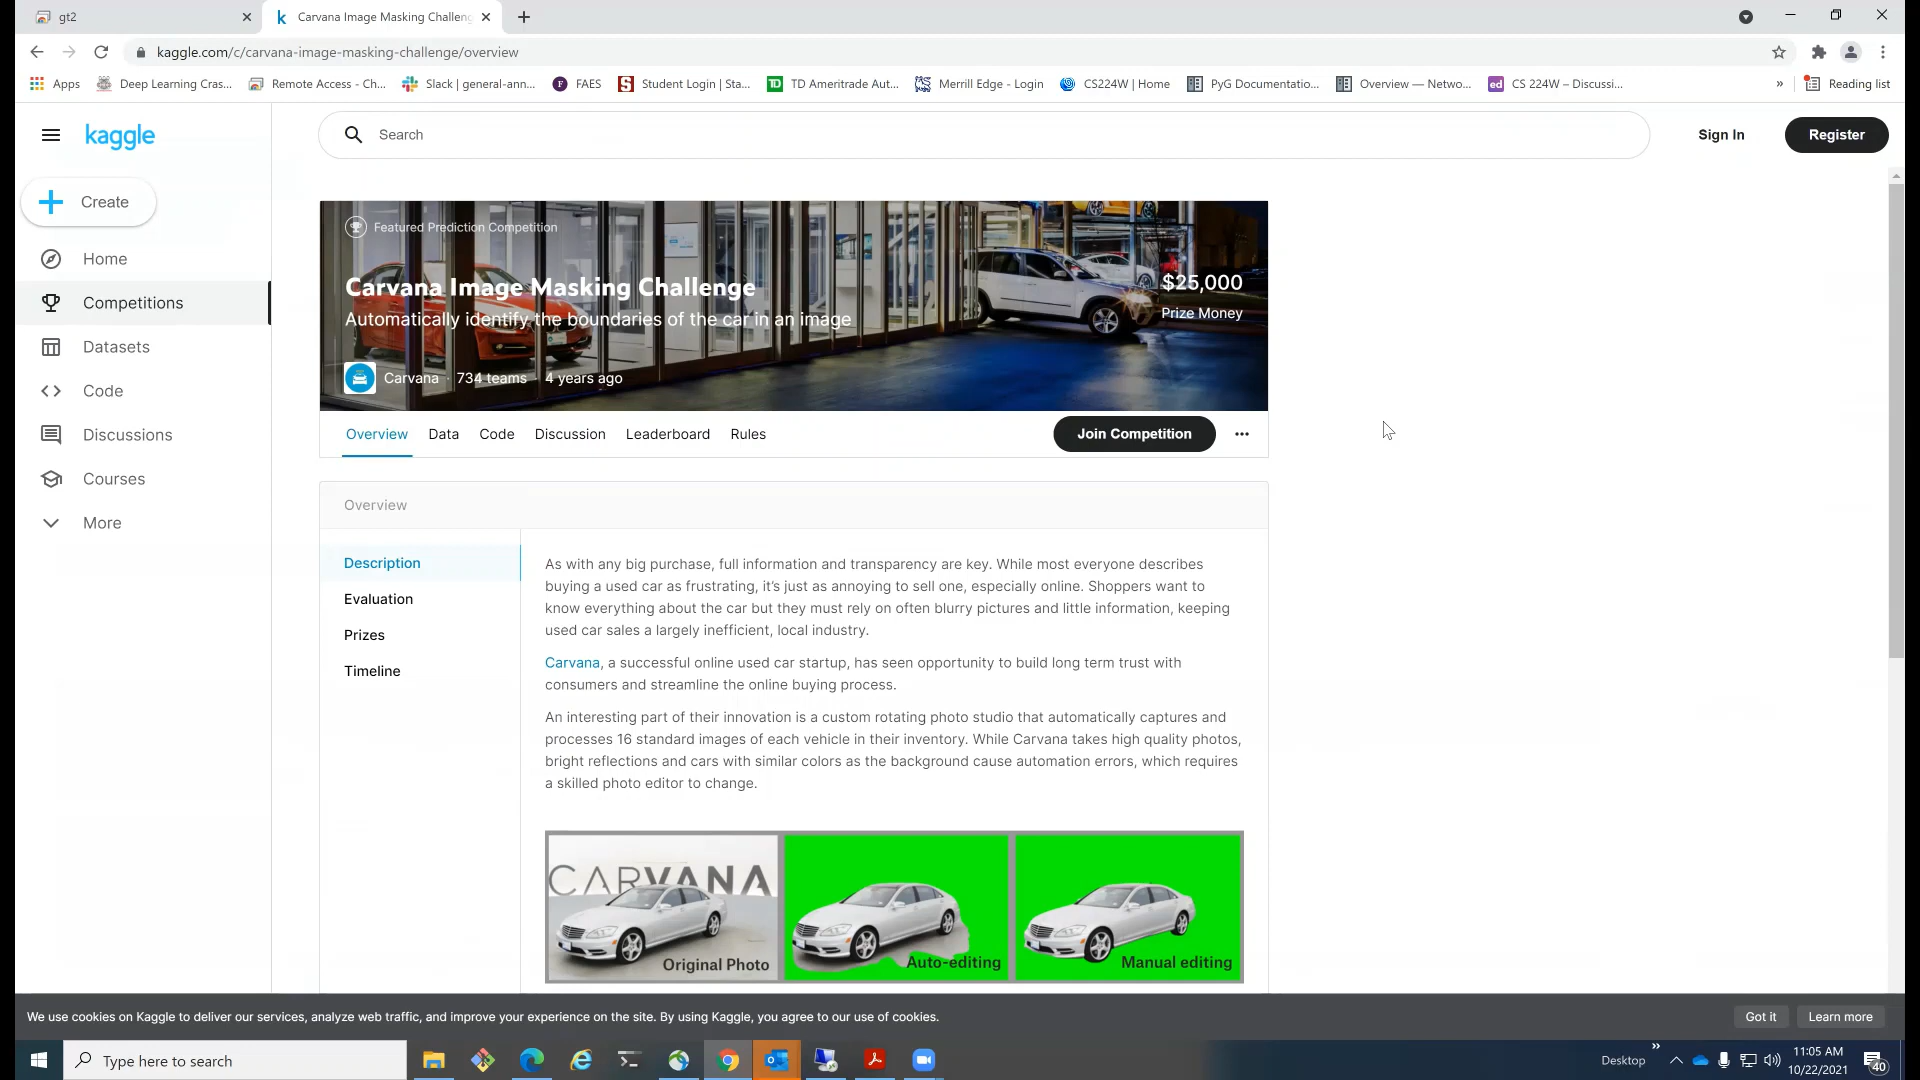 gt2
Carvana Image Masking Challeng
kaggle.com/c/carvana-image-masking-challenge/overview
Apps
Deep Learning Cras...
Remote Access - Ch...
Slack | general-ann...
FAES
Student Login | Sta...
TD Ameritrade Aut...
Merrill Edge - Login
CS224W | Home
PyG Documentatio...
Overview — Netwo...
CS 224W – Discussi...
»
Reading list
kaggle
Search
Sign In
Register
Create
Home
Competitions
Datasets
Code
Discussions
Courses
More
Featured Prediction Competition
Carvana Image Masking Challenge
Automatically identify the boundaries of the car in an image
$25,000
Prize Money
Carvana · 734 teams · 4 years ago
Overview
Data
Code
Discussion
Leaderboard
Rules
Join Competition
Overview
Description
Evaluation
Prizes
Timeline
As with any big purchase, full information and transparency are key. While most everyone describes
buying a used car as frustrating, it's just as annoying to sell one, especially online. Shoppers want to
know everything about the car but they must rely on often blurry pictures and little information, keeping
used car sales a largely inefficient, local industry.
Carvana, a successful online used car startup, has seen opportunity to build long term trust with
consumers and streamline the online buying process.
An interesting part of their innovation is a custom rotating photo studio that automatically captures and
processes 16 standard images of each vehicle in their inventory. While Carvana takes high quality photos,
bright reflections and cars with similar colors as the background cause automation errors, which requires
a skilled photo editor to change.
CARVANA
Original Photo
Auto-editing
Manual editing
We use cookies on Kaggle to deliver our services, analyze web traffic, and improve your experience on the site. By using Kaggle, you agree to our use of cookies.
Got it
Learn more
Type here to search
Desktop
»
11:05 AM
10/22/2021
40